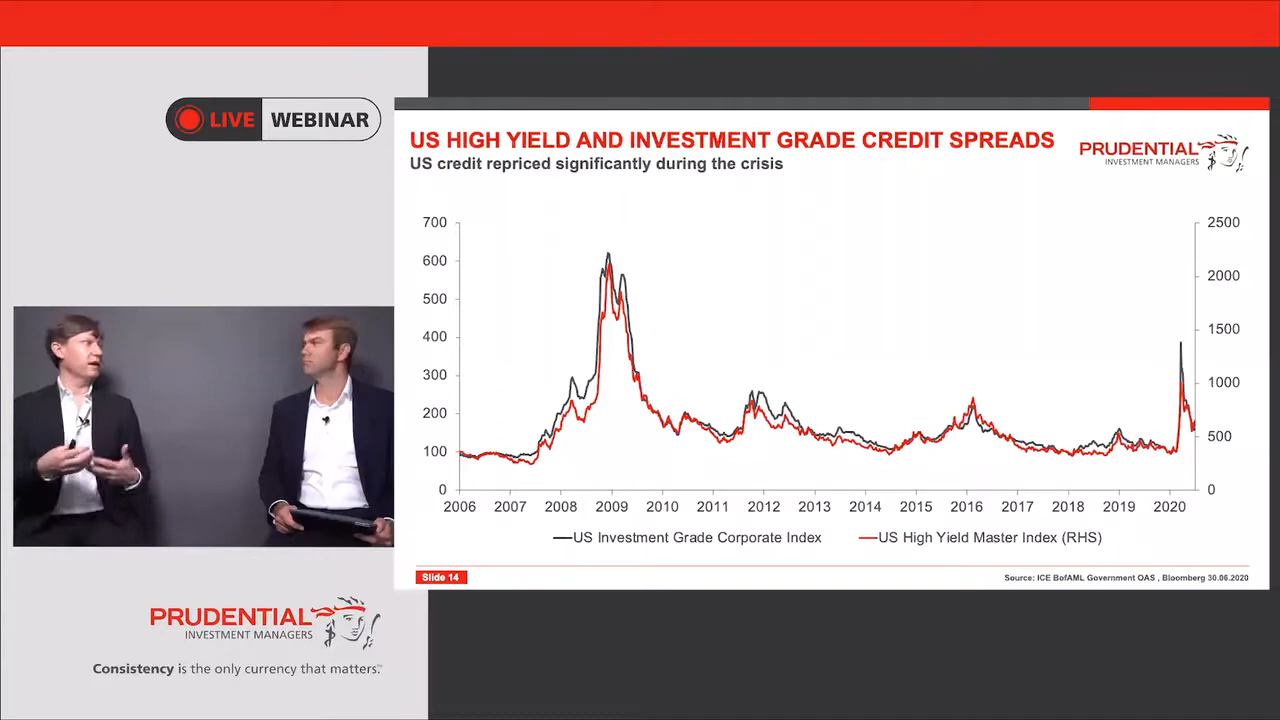 LIVE WEBINAR
US HIGH YIELD AND INVESTMENT GRADE CREDIT SPREADS
US credit repriced significantly during the crisis
PRUDENTIAL
INVESTMENT MANAGERS
700
600
500
400
300
200
100
0
2500
2000
1500
1000
500
0
2006 2007 2008 2009 2010 2011 2012 2013 2014 2015 2016 2017 2018 2019 2020
US Investment Grade Corporate Index US High Yield Master Index (RHS)
Slide 14
Source: ICE BofAML Government OAS , Bloomberg 30.06.2020
PRUDENTIAL
INVESTMENT MANAGERS
Consistency is the only currency that matters.